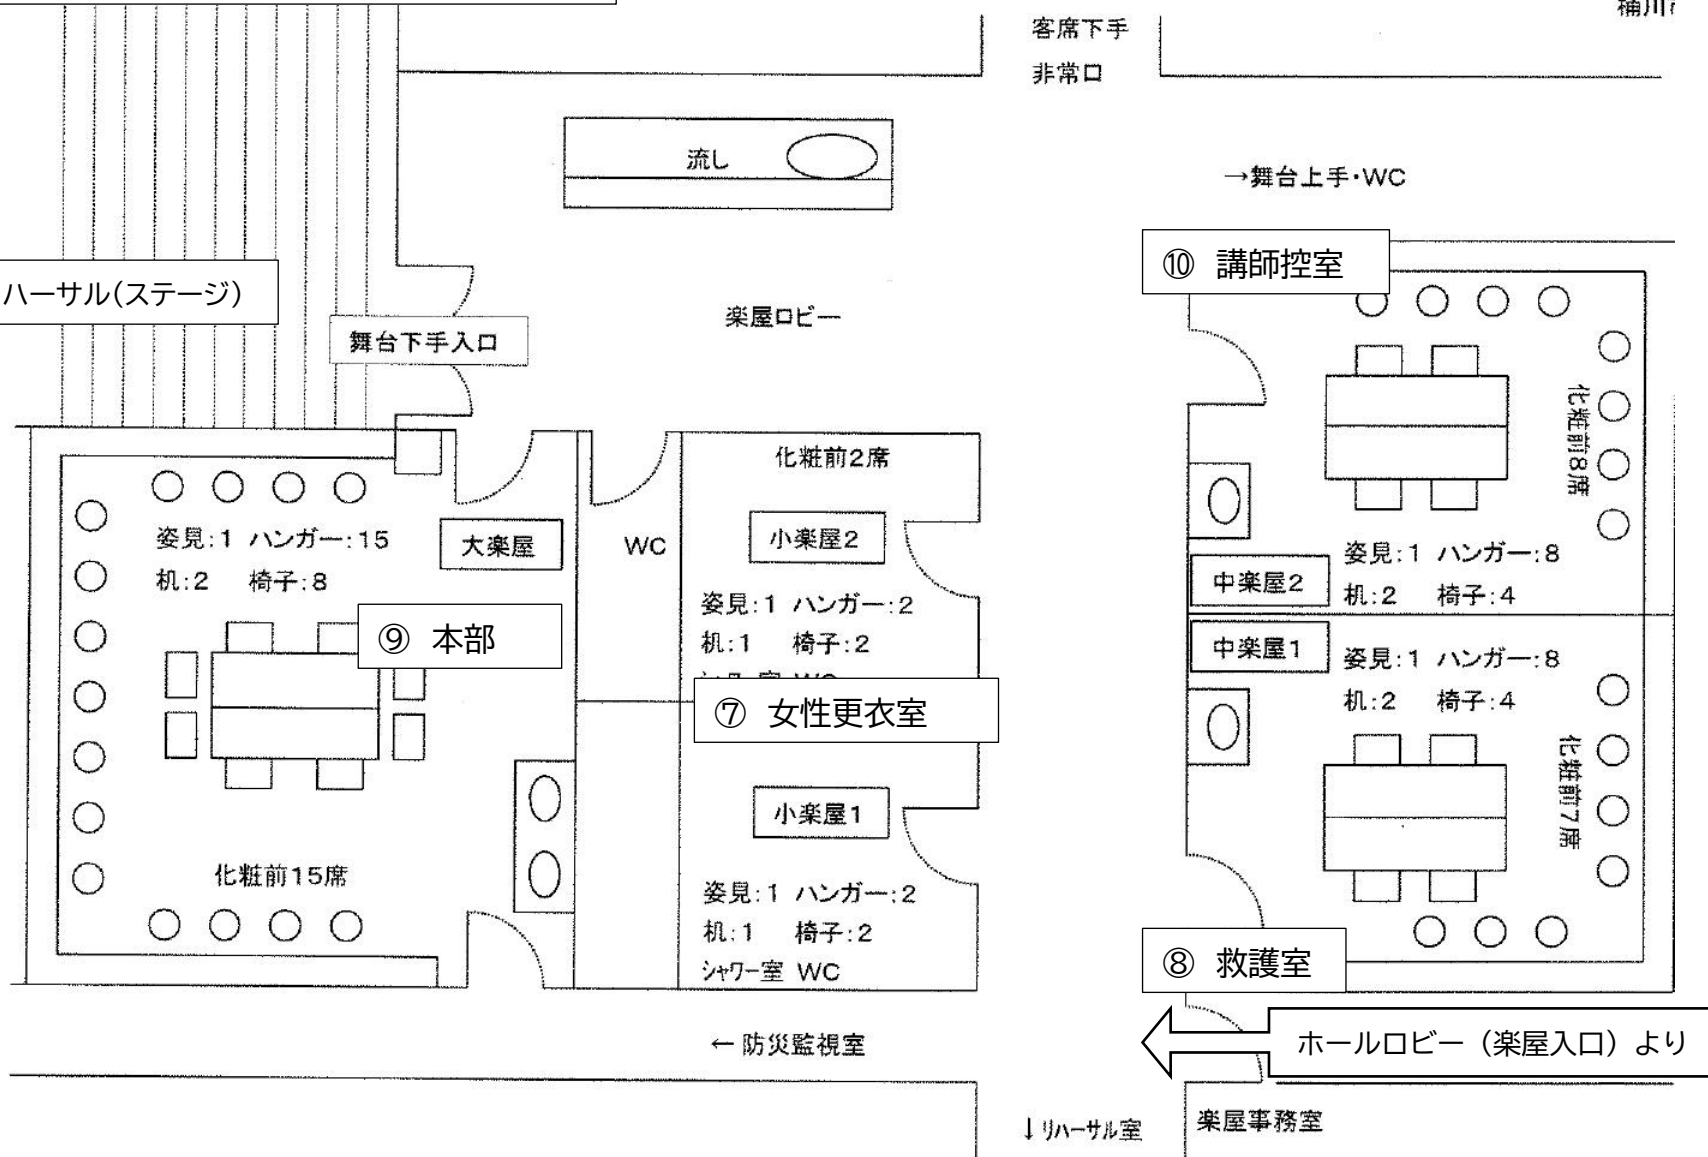 桶川
客席下手
非常口
流し
→舞台上手・WC
⑩ 講師控室
ハーサル(ステージ)
楽屋ロビー
舞台下手入口
化粧前8席
化粧前2席
姿見:1 ハンガー:15
机:2 椅子:8
大楽屋
WC
小楽屋2
姿見:1 ハンガー:8
机:2 椅子:4
中楽屋2
⑨ 本部
姿見:1 ハンガー:2
机:1 椅子:2
中楽屋1
姿見:1 ハンガー:8
机:2 椅子:4
⑦ 女性更衣室
化粧前7席
小楽屋1
化粧前15席
姿見:1 ハンガー:2
机:1 椅子:2
シャワー室 WC
⑧ 救護室
← 防災監視室
ホールロビー(楽屋入口)より
↓リハーサル室
楽屋事務室